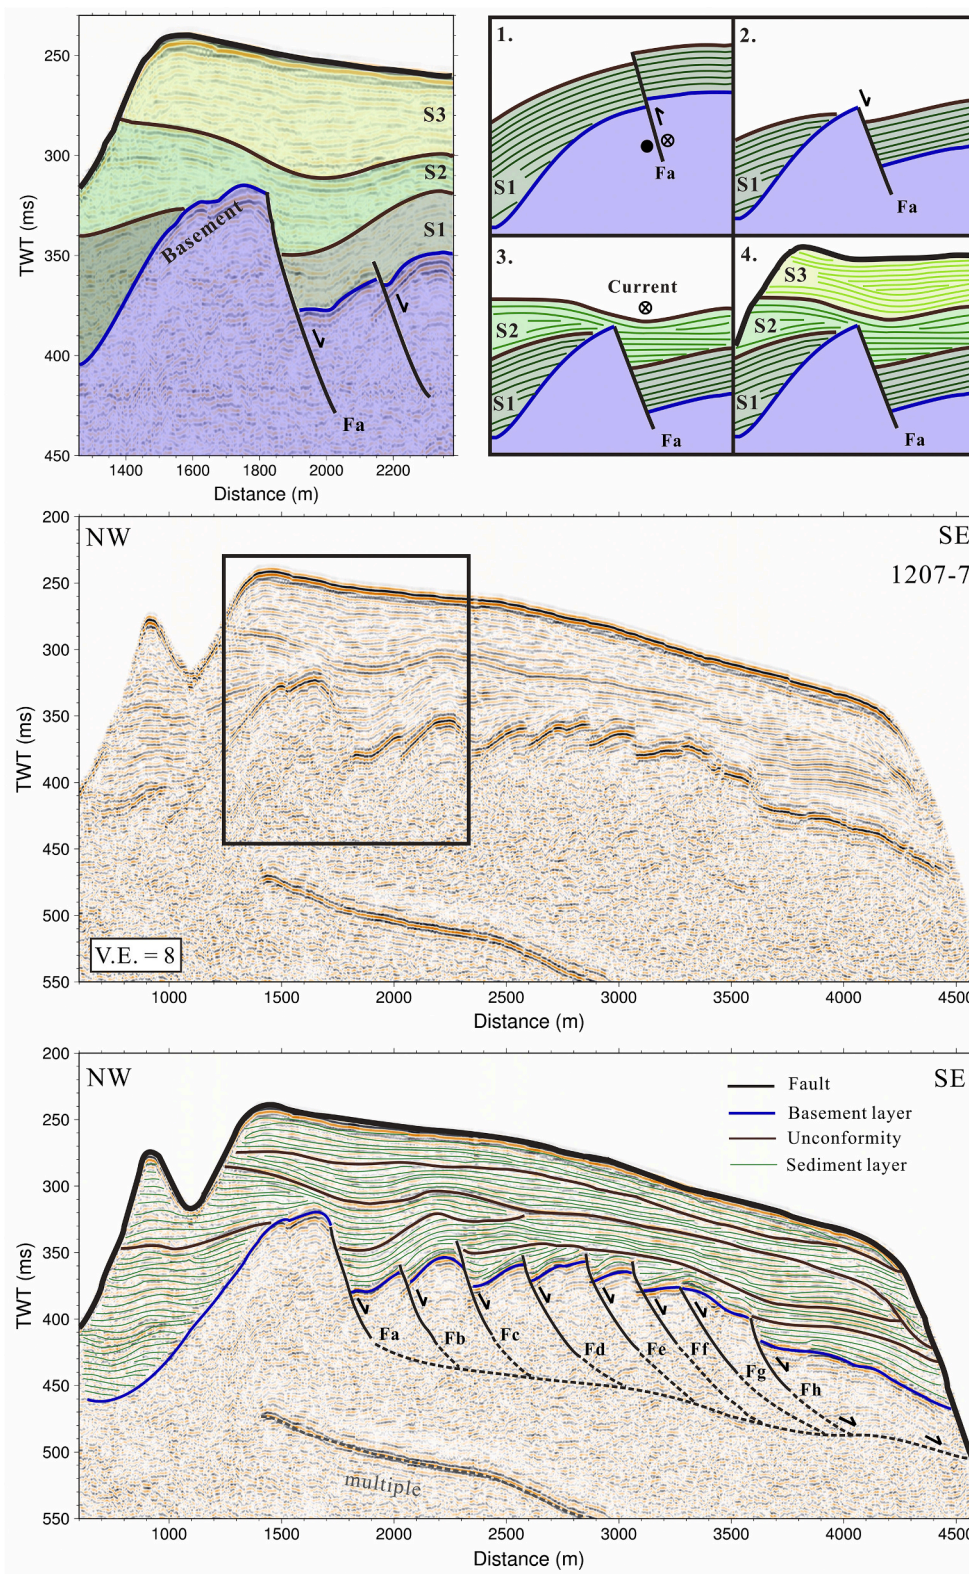 250
300
350
400
450
TWT (ms)
1400 1600 1800 2000 2200
Distance (m)
S3
S2
S1
Basement
Fa
1.
S1
Fa
2.
S1
Fa
3.
Current
S2
S1
Fa
4.
S3
S2
S1
Fa
200
250
300
350
400
450
500
550
TWT (ms)
NW
SE
1207-7
V.E. = 8
1000 1500 2000 2500 3000 3500 4000 4500
Distance (m)
200
250
300
350
400
450
500
550
TWT (ms)
NW
SE
Fault
Basement layer
Unconformity
Sediment layer
Fa
Fb
Fc
Fd
Fe
Ff
Fg
Fh
multiple
1000 1500 2000 2500 3000 3500 4000 4500
Distance (m)